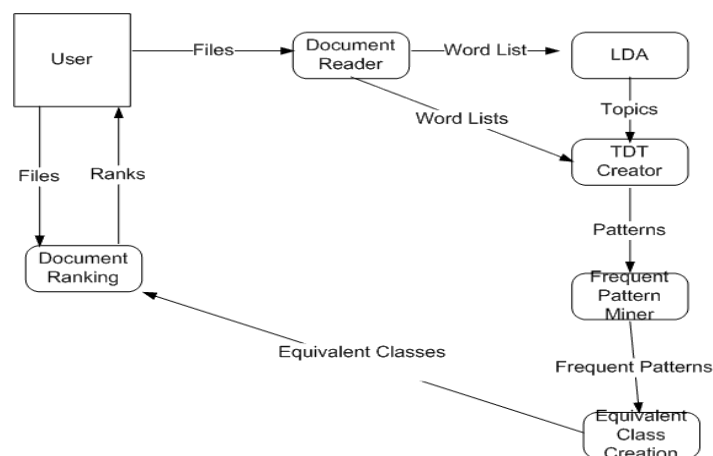 User
Files
Document
Reader
Word List
LDA
Topics
Word Lists
TDT
Creator
Files
Ranks
Patterns
Document
Ranking
Frequent
Pattern
Miner
Equivalent Classes
Frequent Patterns
Equivalent
Class
Creation